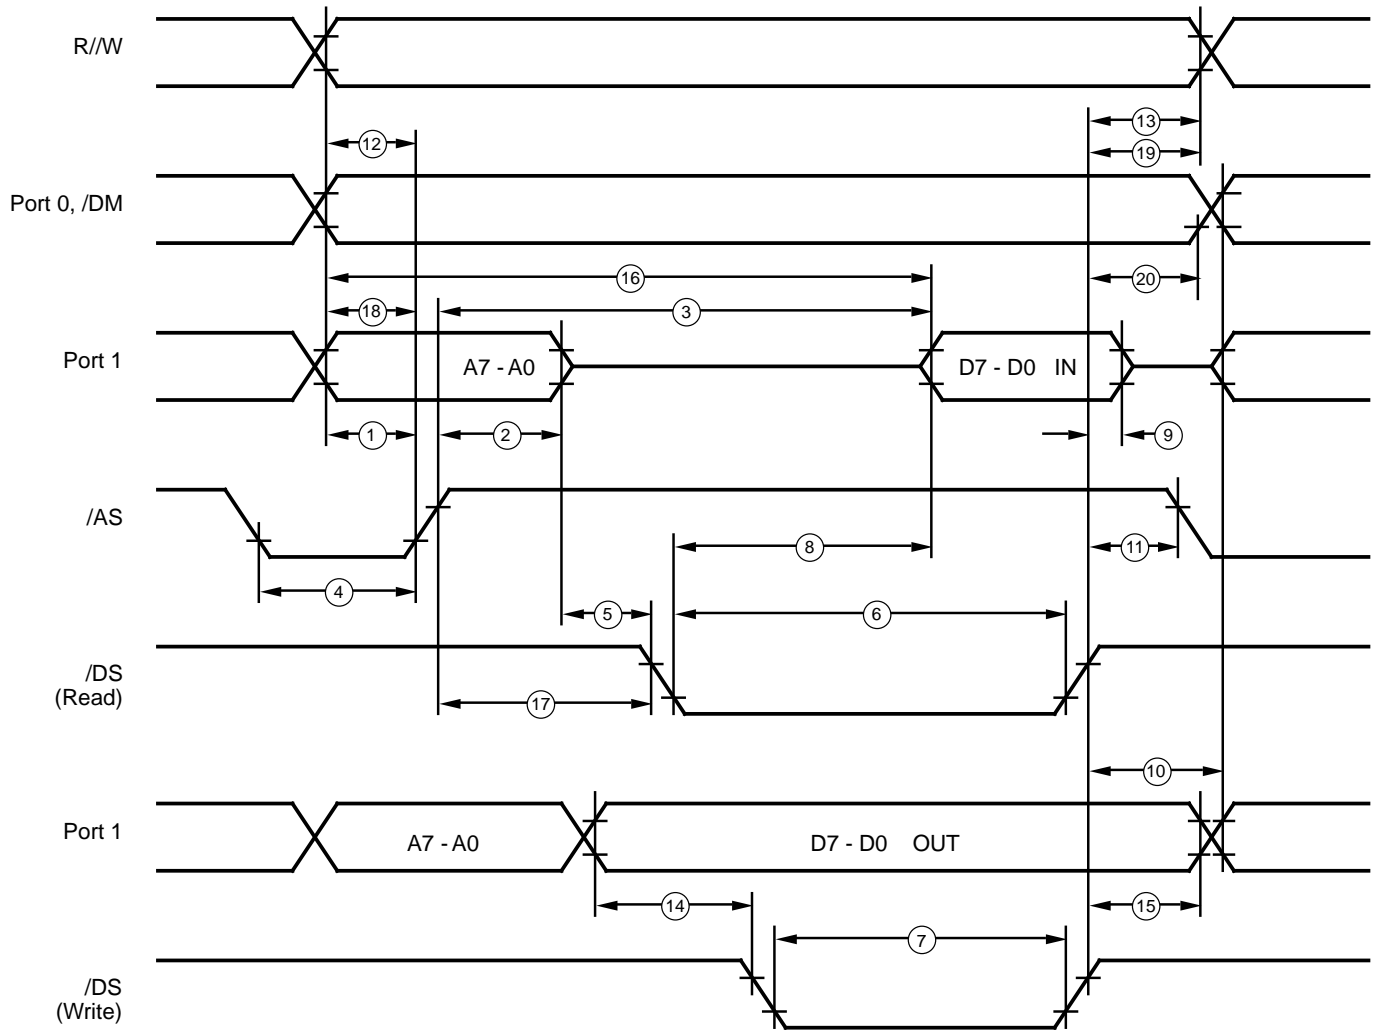 R//W
13
12
19
Port 0, /DM
16
20
18
3
Port 1
A7 - A0
D7 - D0 IN
1
2
9
/AS
8
11
4
5
6
/DS
(Read)
17
10
Port 1
A7 - A0
D7 - D0 OUT
14
15
7
/DS
(Write)